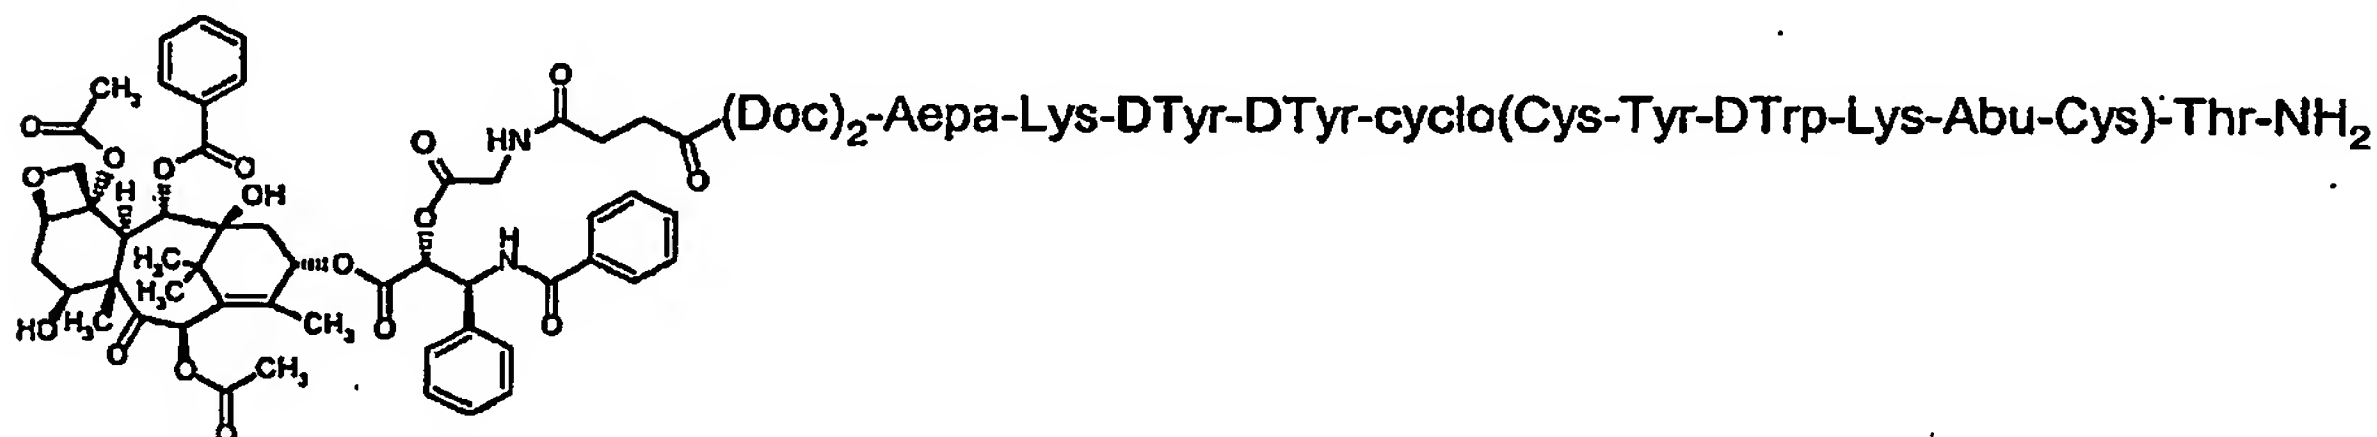 (Doc)₂-Aepa-Lys-DTyr-DTyr-cyclo(Cys-Tyr-DTrp-Lys-Abu-Cys)-Thr-NH₂
O
CH₃
O
HN
O
O
O
O
O
O
O
H
OH
O
H
N
H₃C
O
H₃C
HO
H₃C
CH₃
O
O
O
O
CH₃
O